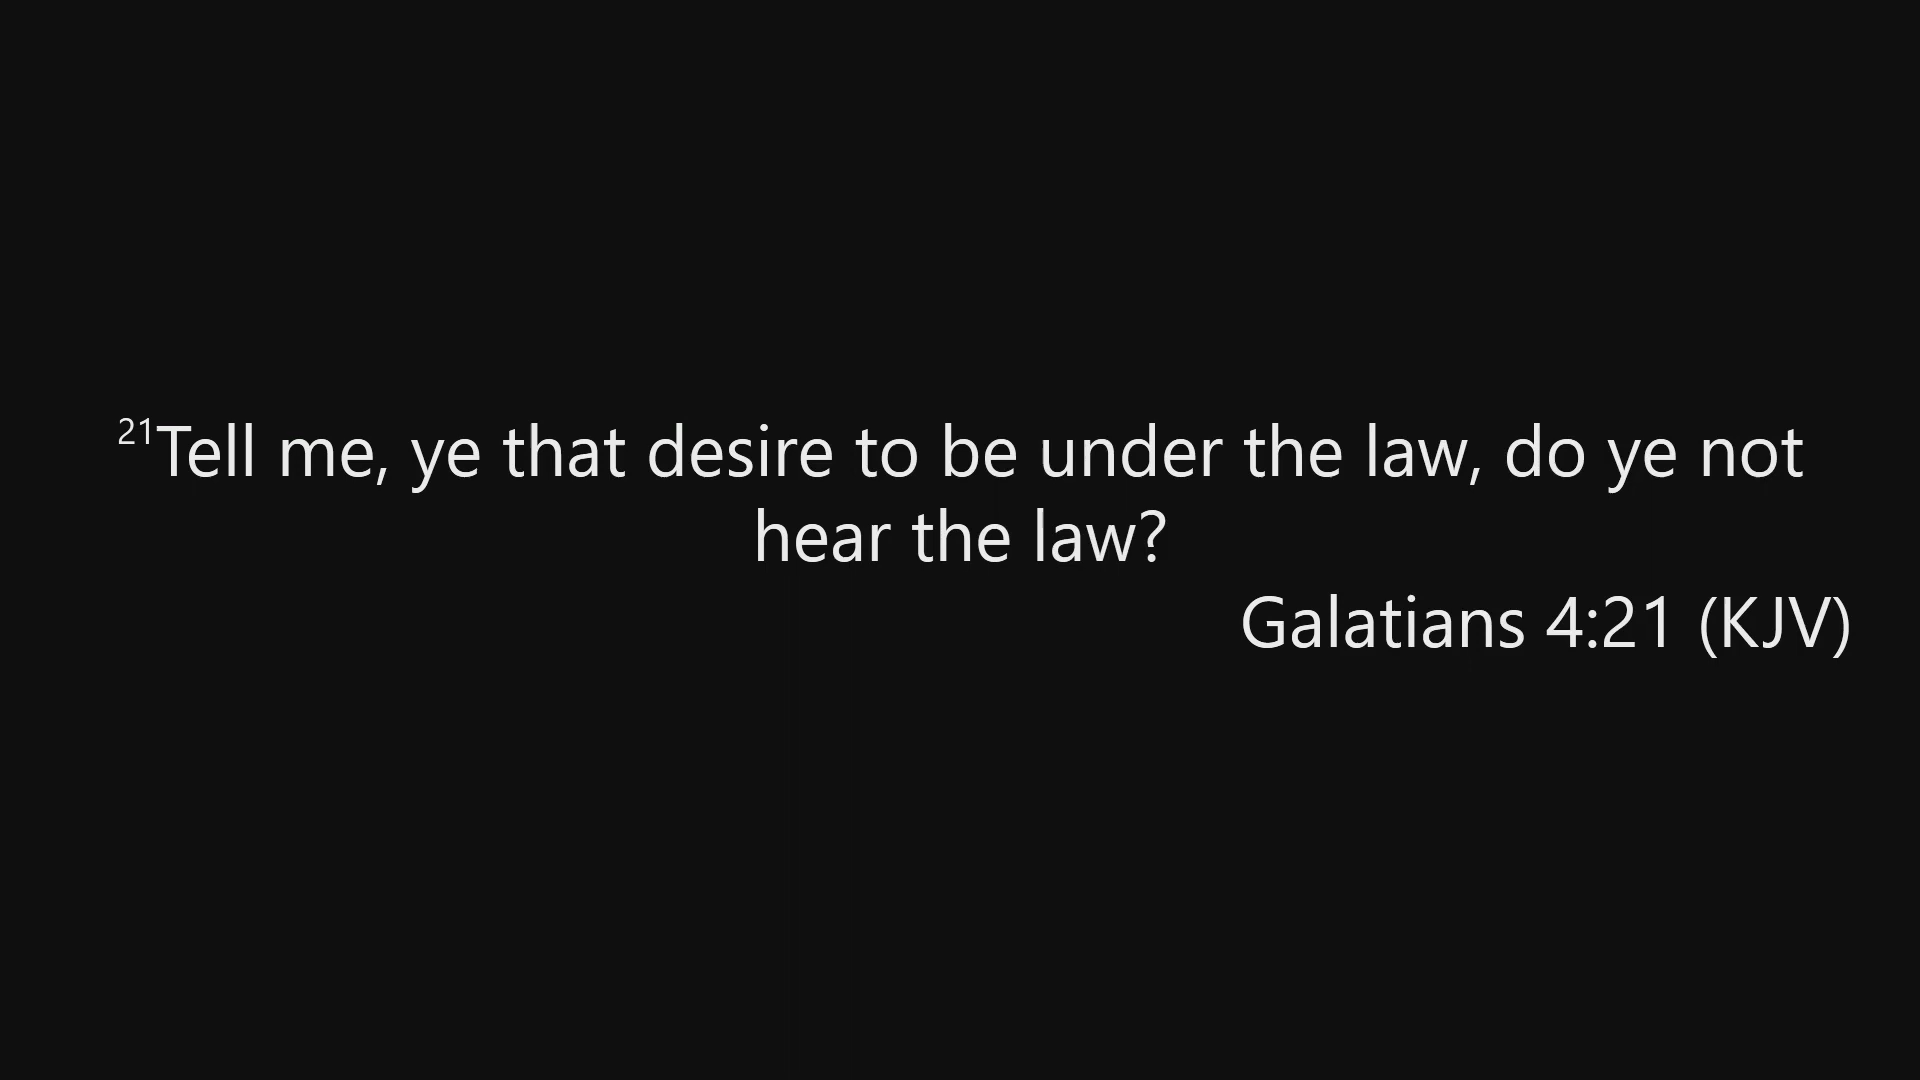 21Tell me, ye that desire to be under the law, do ye not
hear the law?
Galatians 4:21 (KJV)